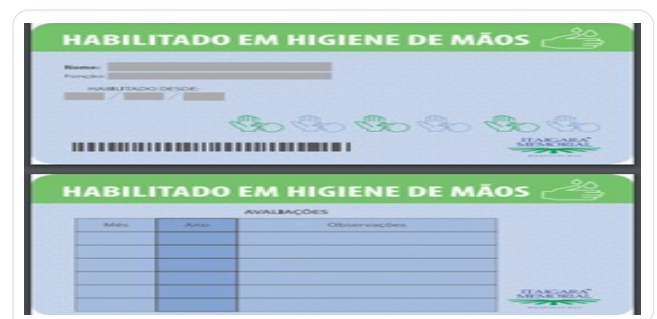 HABILITADO EM HIGIENE DE MÃOS
Nome:
Função:
HABILITADO DESDE:
/ /
ITAIGARA
MEMORIAL
HABILITADO EM HIGIENE DE MÃOS
AVALIAÇÕES
Mês Ano Observações
ITAIGARA
MEMORIAL